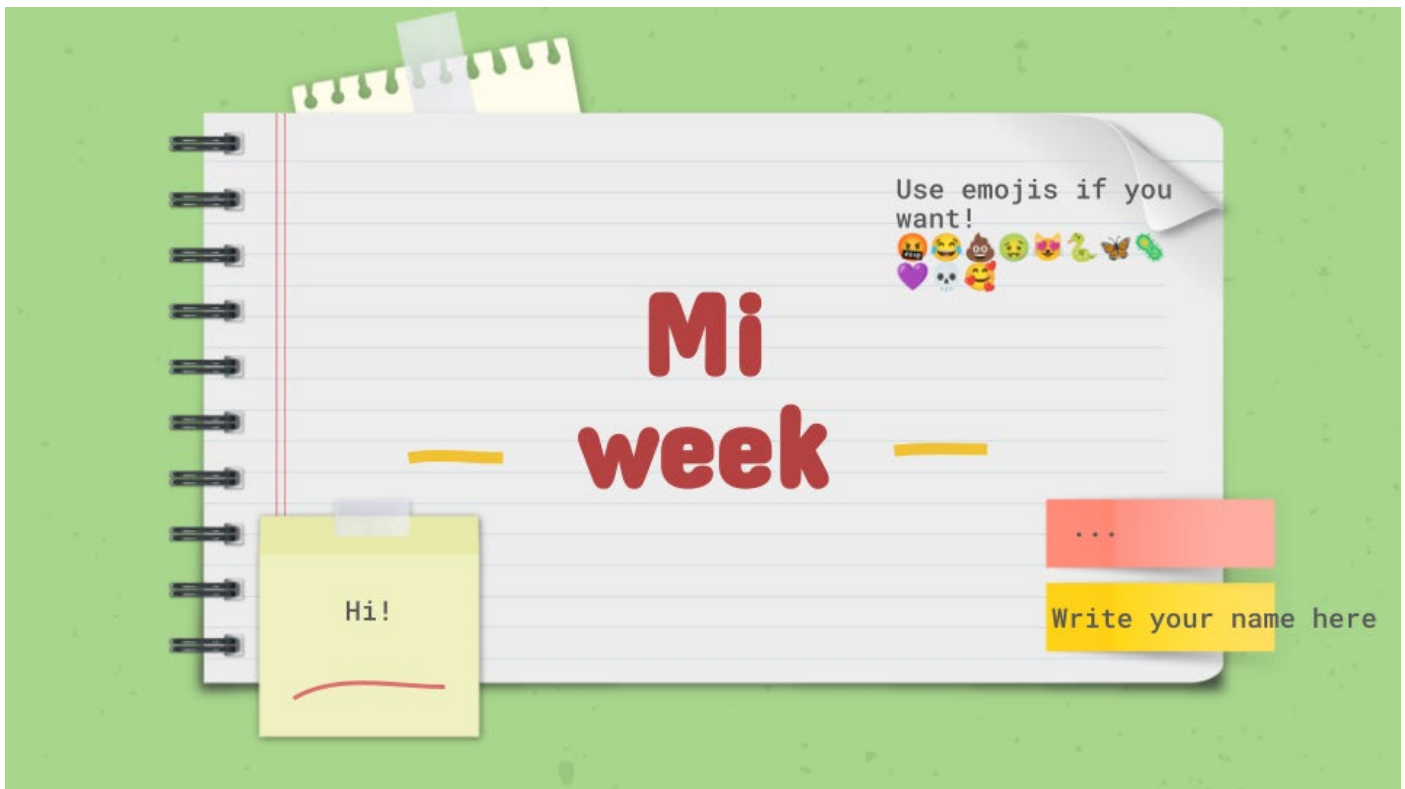 Use emojis if you
want!
🤬😂💩🤢😻🐍🦋🦠
💜💀🥰
Mi
week
Hi!
...
Write your name here